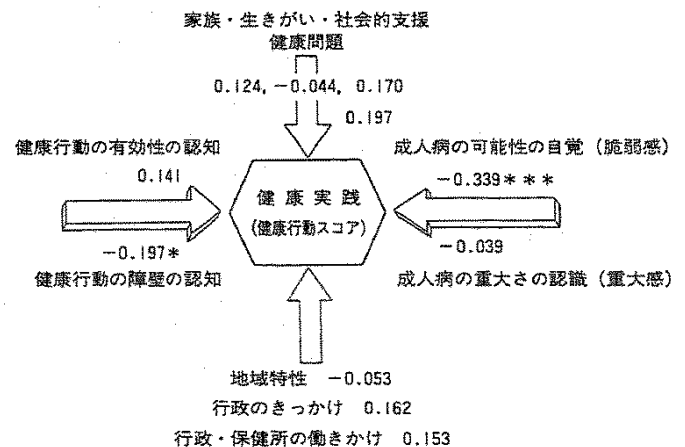 家族・生きがい・社会的支援
健康問題
0.124, -0.044, 0.170
0.197
健康行動の有効性の認知
0.141
-0.197*
健康行動の障壁の認知
健康実践
(健康行動スコア)
成人病の可能性の自覚（脆弱感）
-0.339***
-0.039
成人病の重大さの認識（重大感）
地域特性 -0.053
行政のきっかけ 0.162
行政・保健所の働きかけ 0.153